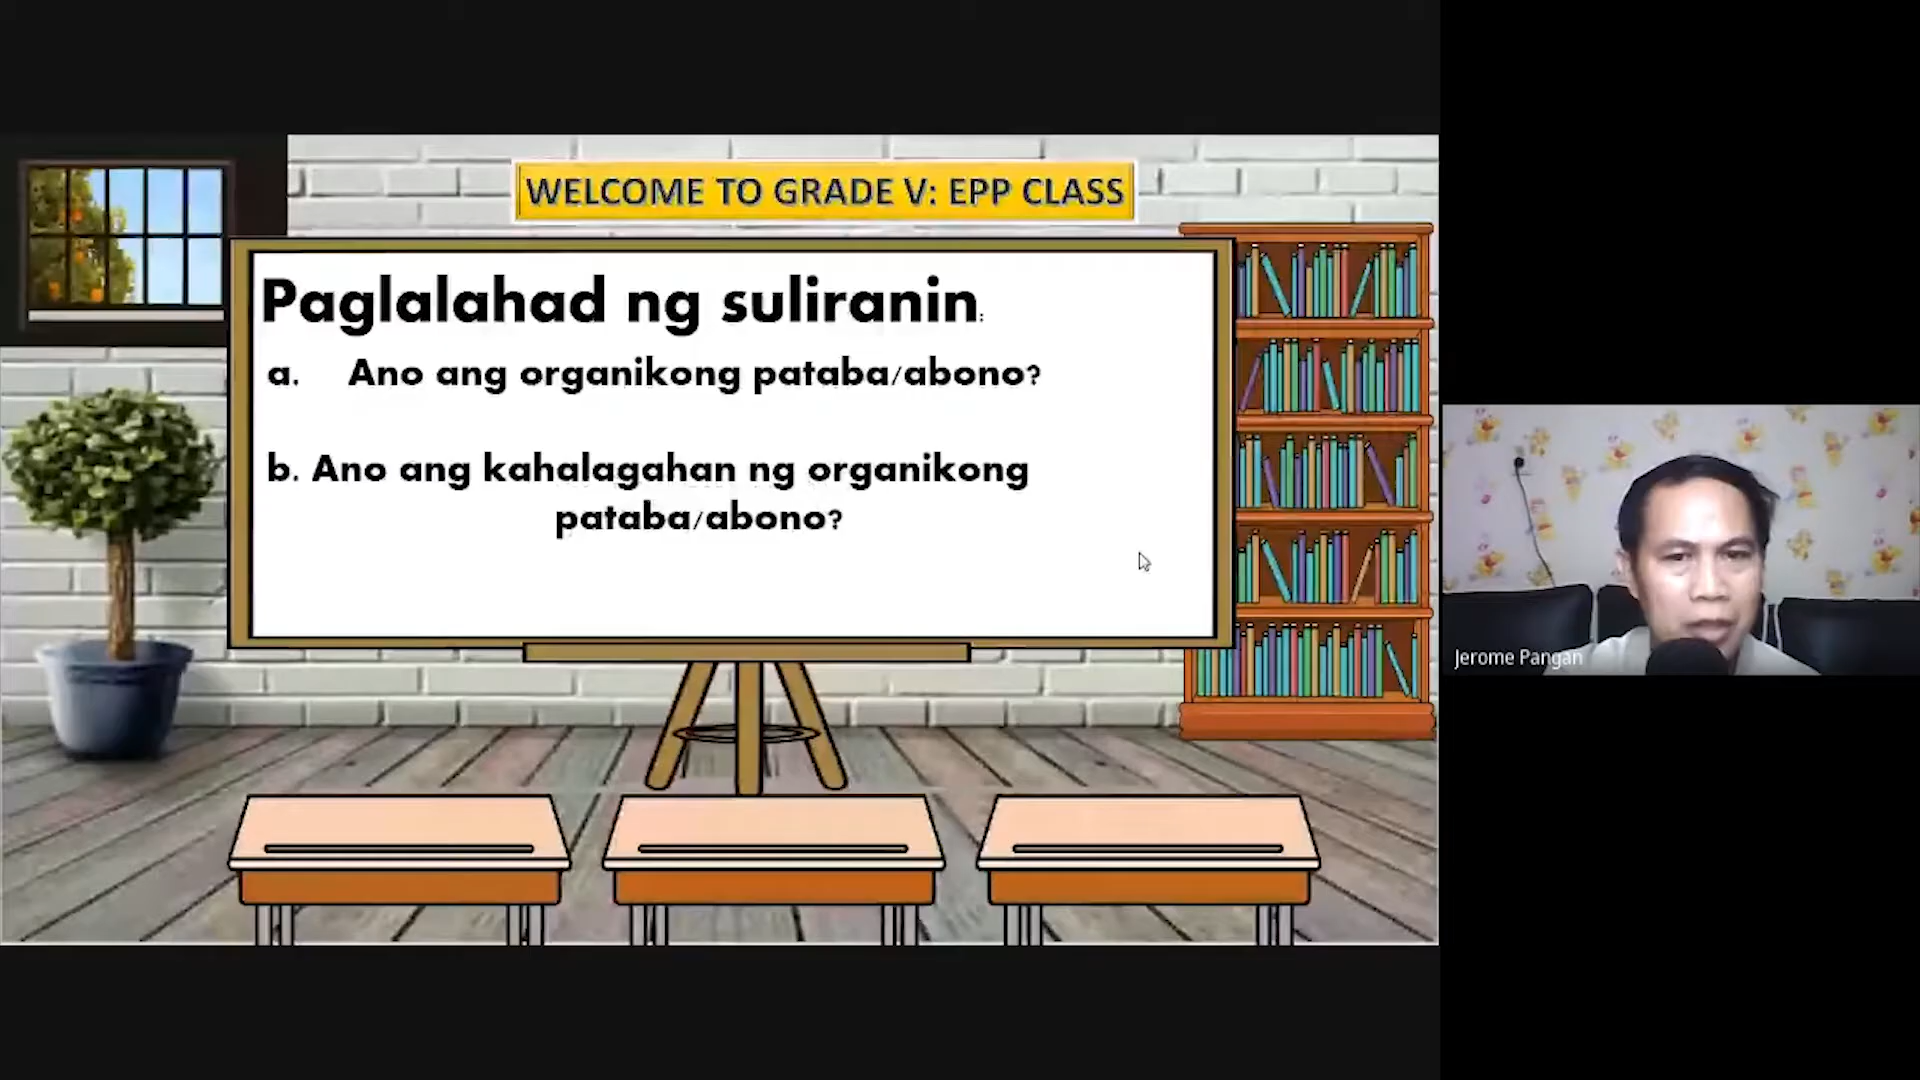 WELCOME TO GRADE V: EPP CLASS
Paglalahad ng suliranin:
a. Ano ang organikong pataba/abono?
b. Ano ang kahalagahan ng organikong
pataba/abono?
Jerome Pangan